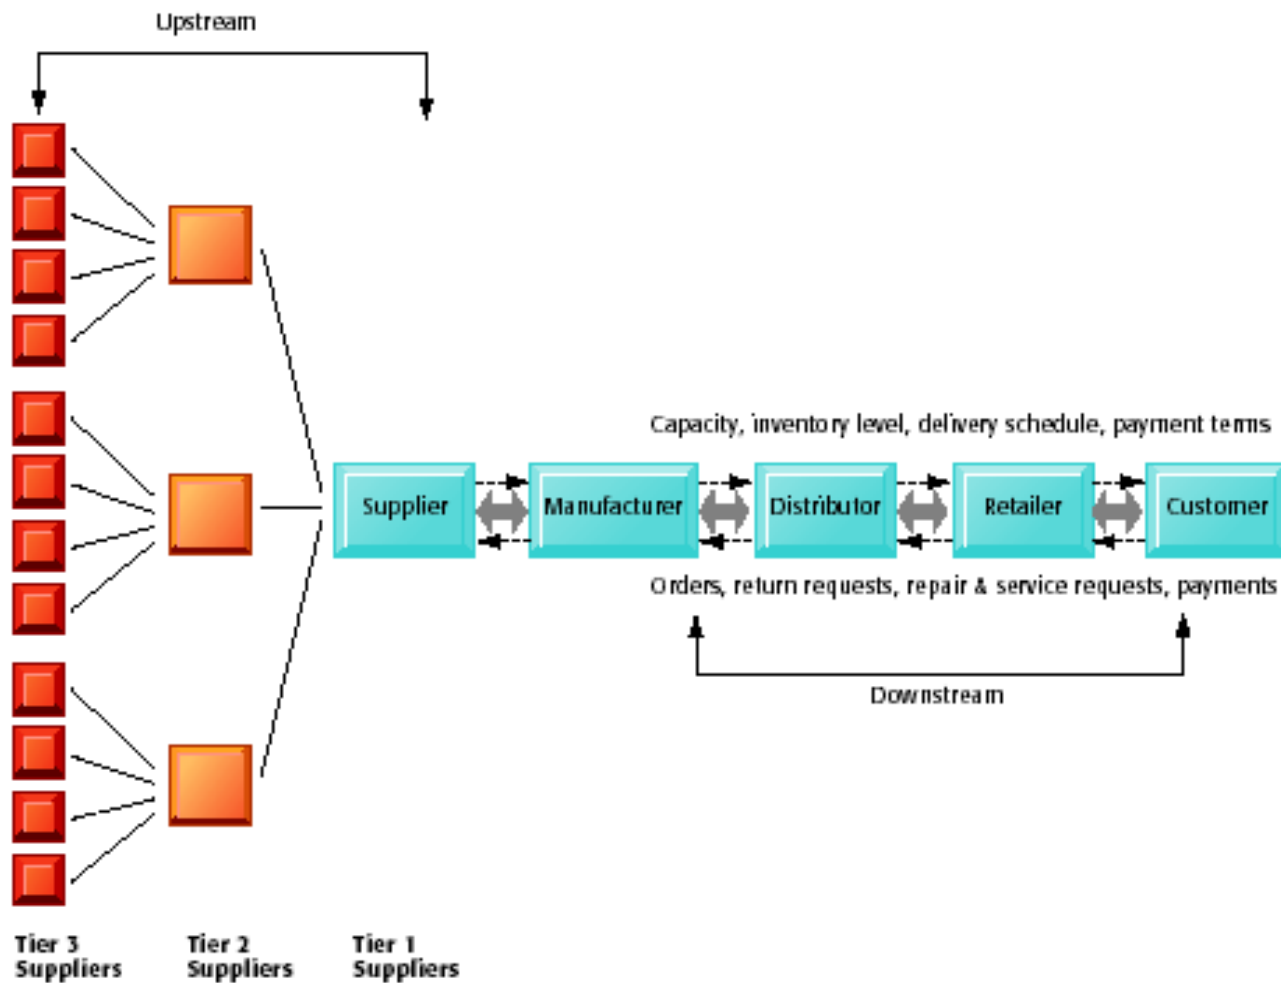 Upstream
Capacity, inventory level, delivery schedule, payment terms
Supplier
Manufacturer
Distributor
Retailer
Customer
Orders, return requests, repair & service requests, payments
Downstream
Tier 3
Suppliers
Tier 2
Suppliers
Tier 1
Suppliers